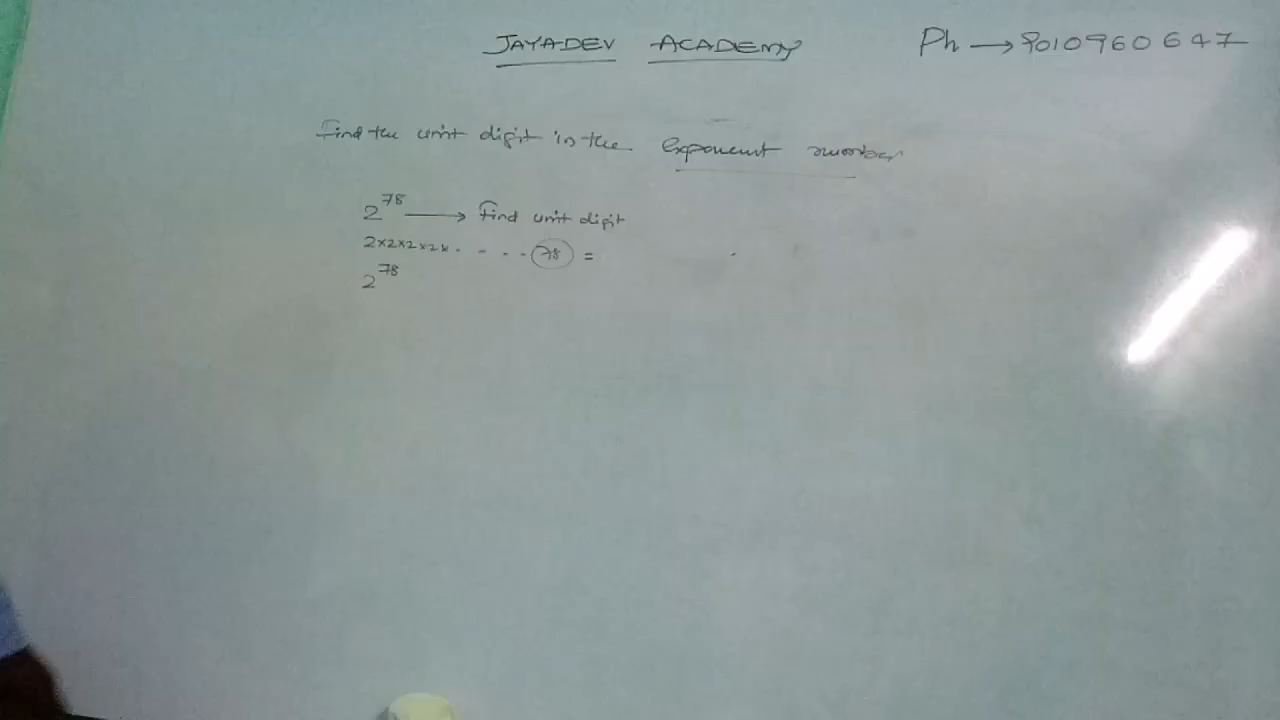 JAYADEV ACADEMY Ph → 9010960647
Find the unit digit in the Exponent number
2^78 → find unit digit
2×2×2×2×. - - . . 78 =
2^78